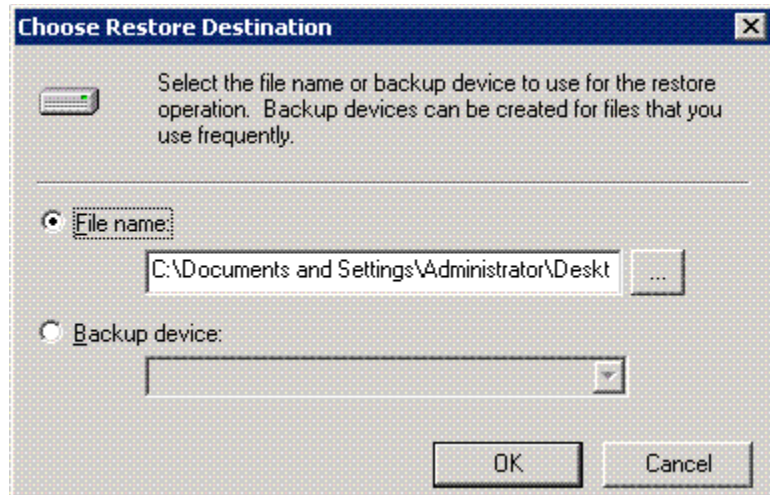 Choose Restore Destination
Select the file name or backup device to use for the restore
operation. Backup devices can be created for files that you
use frequently.
File name:
C:\Documents and Settings\Administrator\Deskt
...
Backup device:
OK
Cancel